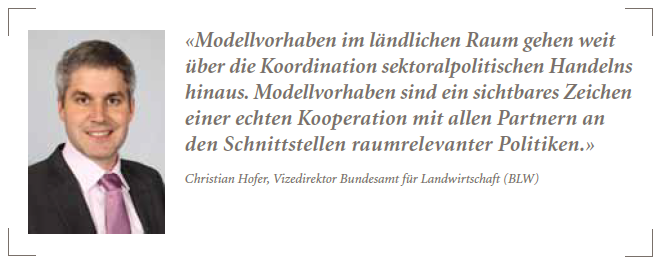 «Modellvorhaben im ländlichen Raum gehen weit
über die Koordination sektoralpolitischen Handelns
hinaus. Modellvorhaben sind ein sichtbares Zeichen
einer echten Kooperation mit allen Partnern an
den Schnittstellen raumrelevanter Politiken.»
Christian Hofer, Vizedirektor Bundesamt für Landwirtschaft (BLW)